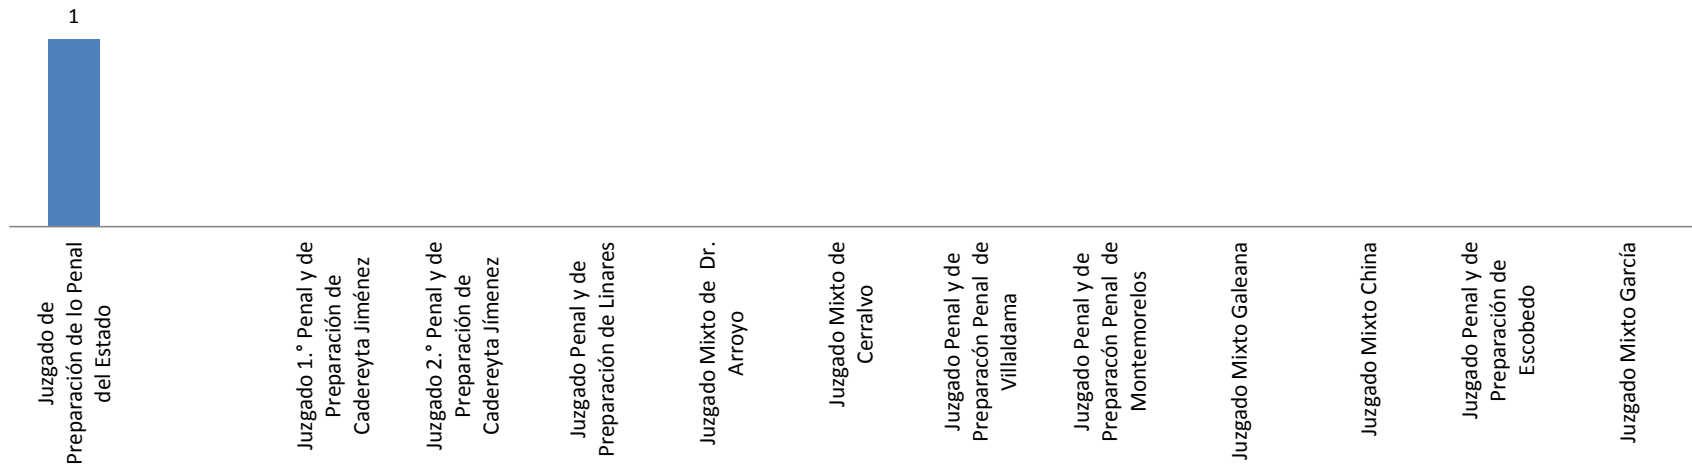 1
Juzgado de
Preparación de lo Penal
del Estado
Juzgado 1.° Penal y de
Preparación de
Cadereyta Jiménez
Juzgado 2.° Penal y de
Preparación de
Cadereyta Jímenez
Juzgado Penal y de
Preparación de Linares
Juzgado Mixto de Dr.
Arroyo
Juzgado Mixto de
Cerralvo
Juzgado Penal y de
Preparacón Penal de
Villaldama
Juzgado Penal y de
Preparacón Penal de
Montemorelos
Juzgado Mixto Galeana
Juzgado Mixto China
Juzgado Penal y de
Preparación de
Escobedo
Juzgado Mixto García